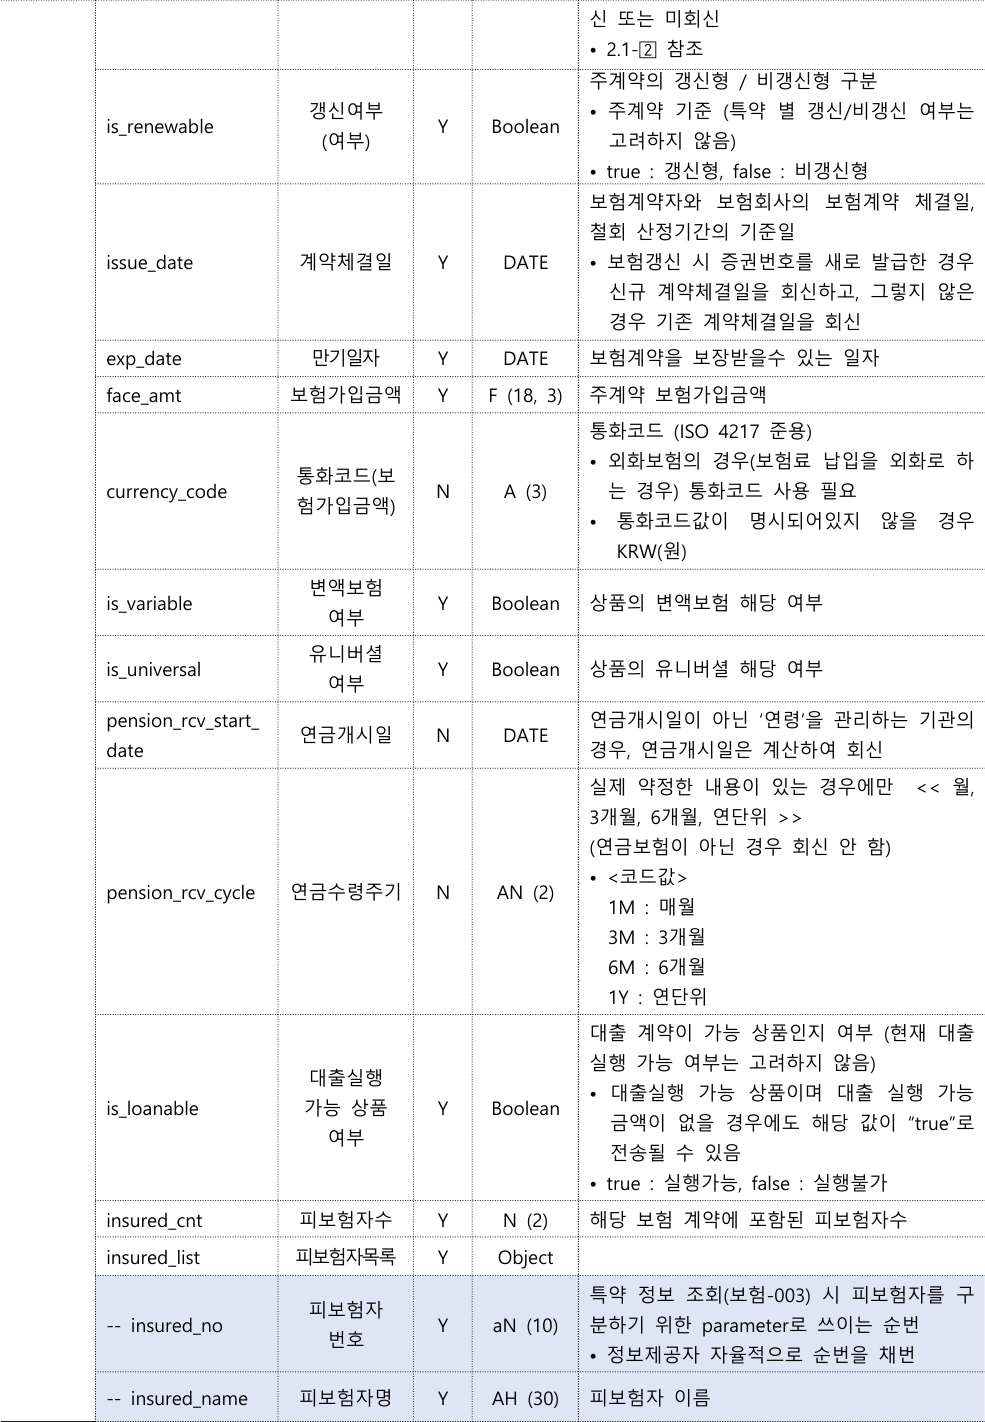 신 또는 미회신
• 2.1-2 참조
is_renewable
갱신여부
(여부)
Y
Boolean
주계약의 갱신형 / 비갱신형 구분
• 주계약 기준 (특약 별 갱신/비갱신 여부는
고려하지 않음)
• true : 갱신형, false : 비갱신형
issue_date
계약체결일
Y
DATE
보험계약자와 보험회사의 보험계약 체결일,
철회 산정기간의 기준일
• 보험갱신 시 증권번호를 새로 발급한 경우
신규 계약체결일을 회신하고, 그렇지 않은
경우 기존 계약체결일을 회신
exp_date
만기일자
Y
DATE
보험계약을 보장받을수 있는 일자
face_amt
보험가입금액
Y
F (18, 3)
주계약 보험가입금액
currency_code
통화코드(보
험가입금액)
N
A (3)
통화코드 (ISO 4217 준용)
• 외화보험의 경우(보험료 납입을 외화로 하
는 경우) 통화코드 사용 필요
• 통화코드값이 명시되어있지 않을 경우
KRW(원)
is_variable
변액보험
여부
Y
Boolean
상품의 변액보험 해당 여부
is_universal
유니버셜
여부
Y
Boolean
상품의 유니버셜 해당 여부
pension_rcv_start_
date
연금개시일
N
DATE
연금개시일이 아닌 ‘연령’을 관리하는 기관의
경우, 연금개시일은 계산하여 회신
pension_rcv_cycle
연금수령주기
N
AN (2)
실제 약정한 내용이 있는 경우에만 << 월,
3개월, 6개월, 연단위 >>
(연금보험이 아닌 경우 회신 안 함)
• <코드값>
1M : 매월
3M : 3개월
6M : 6개월
1Y : 연단위
is_loanable
대출실행
가능 상품
여부
Y
Boolean
대출 계약이 가능 상품인지 여부 (현재 대출
실행 가능 여부는 고려하지 않음)
• 대출실행 가능 상품이며 대출 실행 가능
금액이 없을 경우에도 해당 값이 “true”로
전송될 수 있음
• true : 실행가능, false : 실행불가
insured_cnt
피보험자수
Y
N (2)
해당 보험 계약에 포함된 피보험자수
insured_list
피보험자목록
Y
Object
-- insured_no
피보험자
번호
Y
aN (10)
특약 정보 조회(보험-003) 시 피보험자를 구
분하기 위한 parameter로 쓰이는 순번
• 정보제공자 자율적으로 순번을 채번
-- insured_name
피보험자명
Y
AH (30)
피보험자 이름